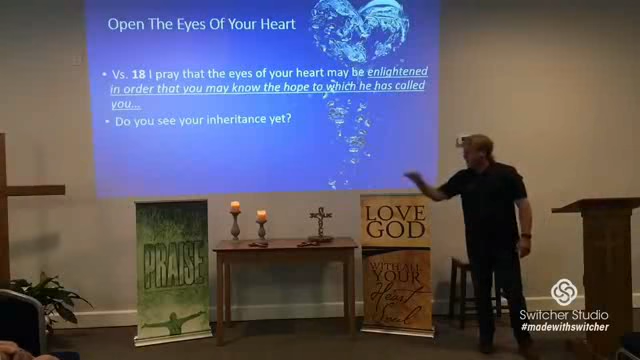 Open The Eyes Of Your Heart
• Vs. 18 I pray that the eyes of your heart may be enlightened
in order that you may know the hope to which he has called
you...
• Do you see your inheritance yet?
PRAISE
LOVE
GOD
WITH ALL
YOUR
Heart
Soul
Switcher Studio
#madewithswitcher